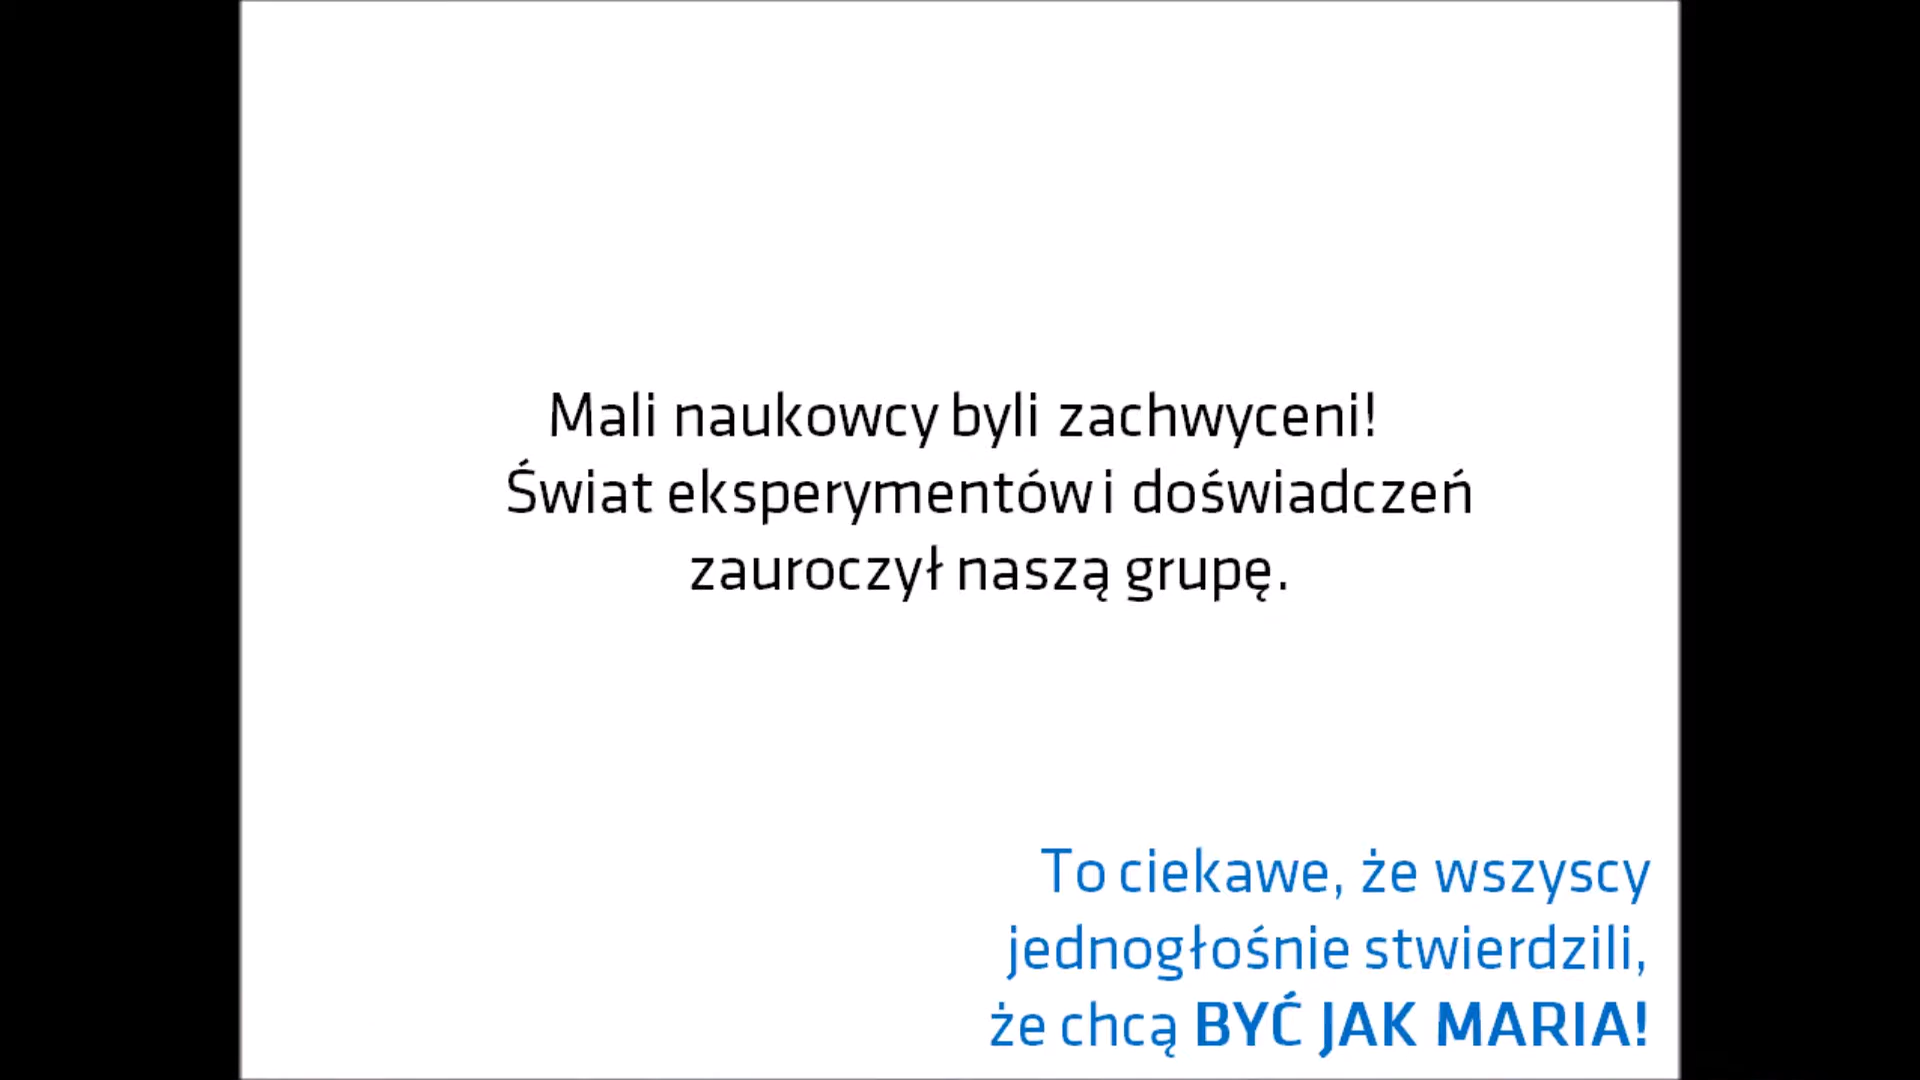 Mali naukowcy byli zachwyceni!
Świat eksperymentów i doświadczeń
zauroczył naszą grupę.
To ciekawe, że wszyscy
jednogłośnie stwierdzili,
że chcą BYĆ JAK MARIA!